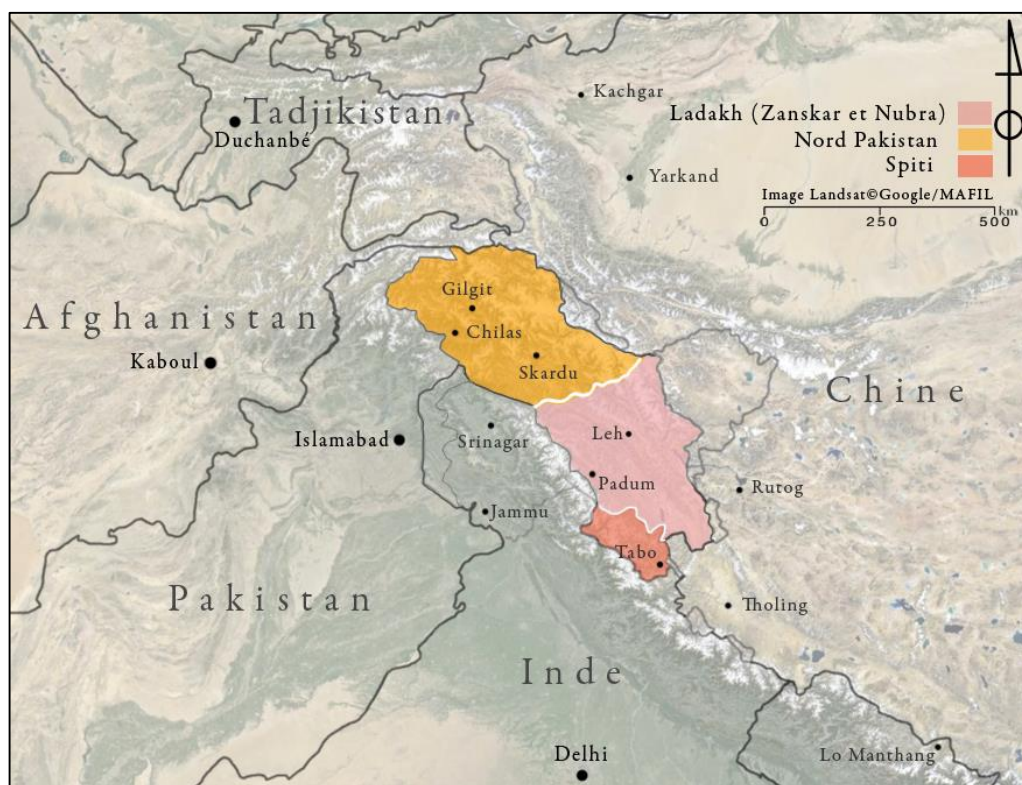 Kachgar
Tadjikistan
Duchanbé
Ladakh (Zanskar et Nubra)
Nord Pakistan
Spiti
Yarkand
Image Landsat©Google/MAFIL
km
0 250 500
Gilgit
Afghanistan
Chilas
Kaboul
Skardu
Chine
Leh
Islamabad
Srinagar
Padum
Rutog
Jammu
Tabo
Pakistan
Tholing
Inde
Delhi
Lo Manthang